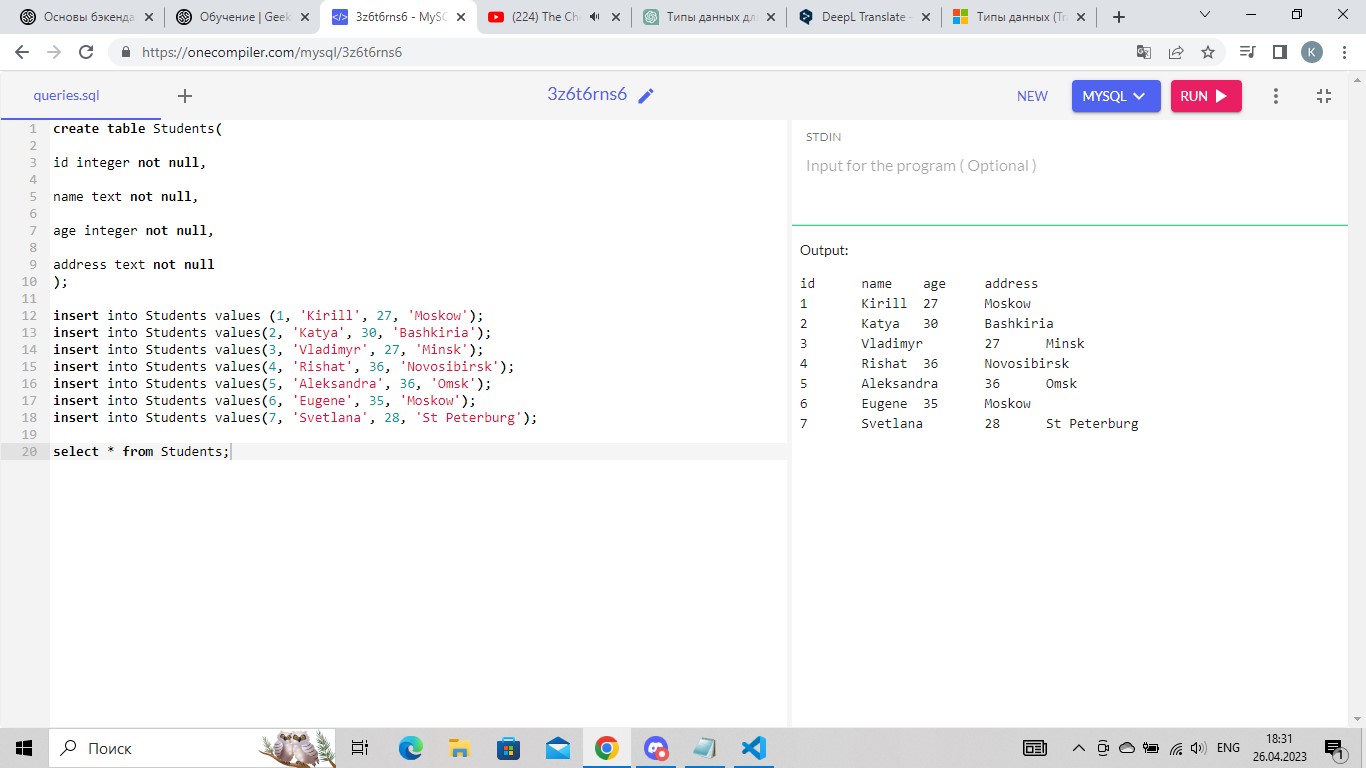 Основы бэкенда
Обучение | Geek
3z6t6rns6 - MySC
(224) The Ch
Типы данных дл
DeepL Translate -
Типы данных (Tr
https://onecompiler.com/mysql/3z6t6rns6
K
queries.sql
3z6t6rns6
NEW
MYSQL
RUN
1 create table Students(
2
3 id integer not null,
4
5 name text not null,
6
7 age integer not null,
8
9 address text not null
10 );
11
12 insert into Students values (1, 'Kirill', 27, 'Moskow');
13 insert into Students values(2, 'Katya', 30, 'Bashkiria');
14 insert into Students values(3, 'Vladimyr', 27, 'Minsk');
15 insert into Students values(4, 'Rishat', 36, 'Novosibirsk');
16 insert into Students values(5, 'Aleksandra', 36, 'Omsk');
17 insert into Students values(6, 'Eugene', 35, 'Moskow');
18 insert into Students values(7, 'Svetlana', 28, 'St Peterburg');
19
20 select * from Students;
STDIN
Input for the program ( Optional )
Output:
id name age address
1 Kirill 27 Moskow
2 Katya 30 Bashkiria
3 Vladimyr 27 Minsk
4 Rishat 36 Novosibirsk
5 Aleksandra 36 Omsk
6 Eugene 35 Moskow
7 Svetlana 28 St Peterburg
Поиск
ENG
18:31
26.04.2023
1